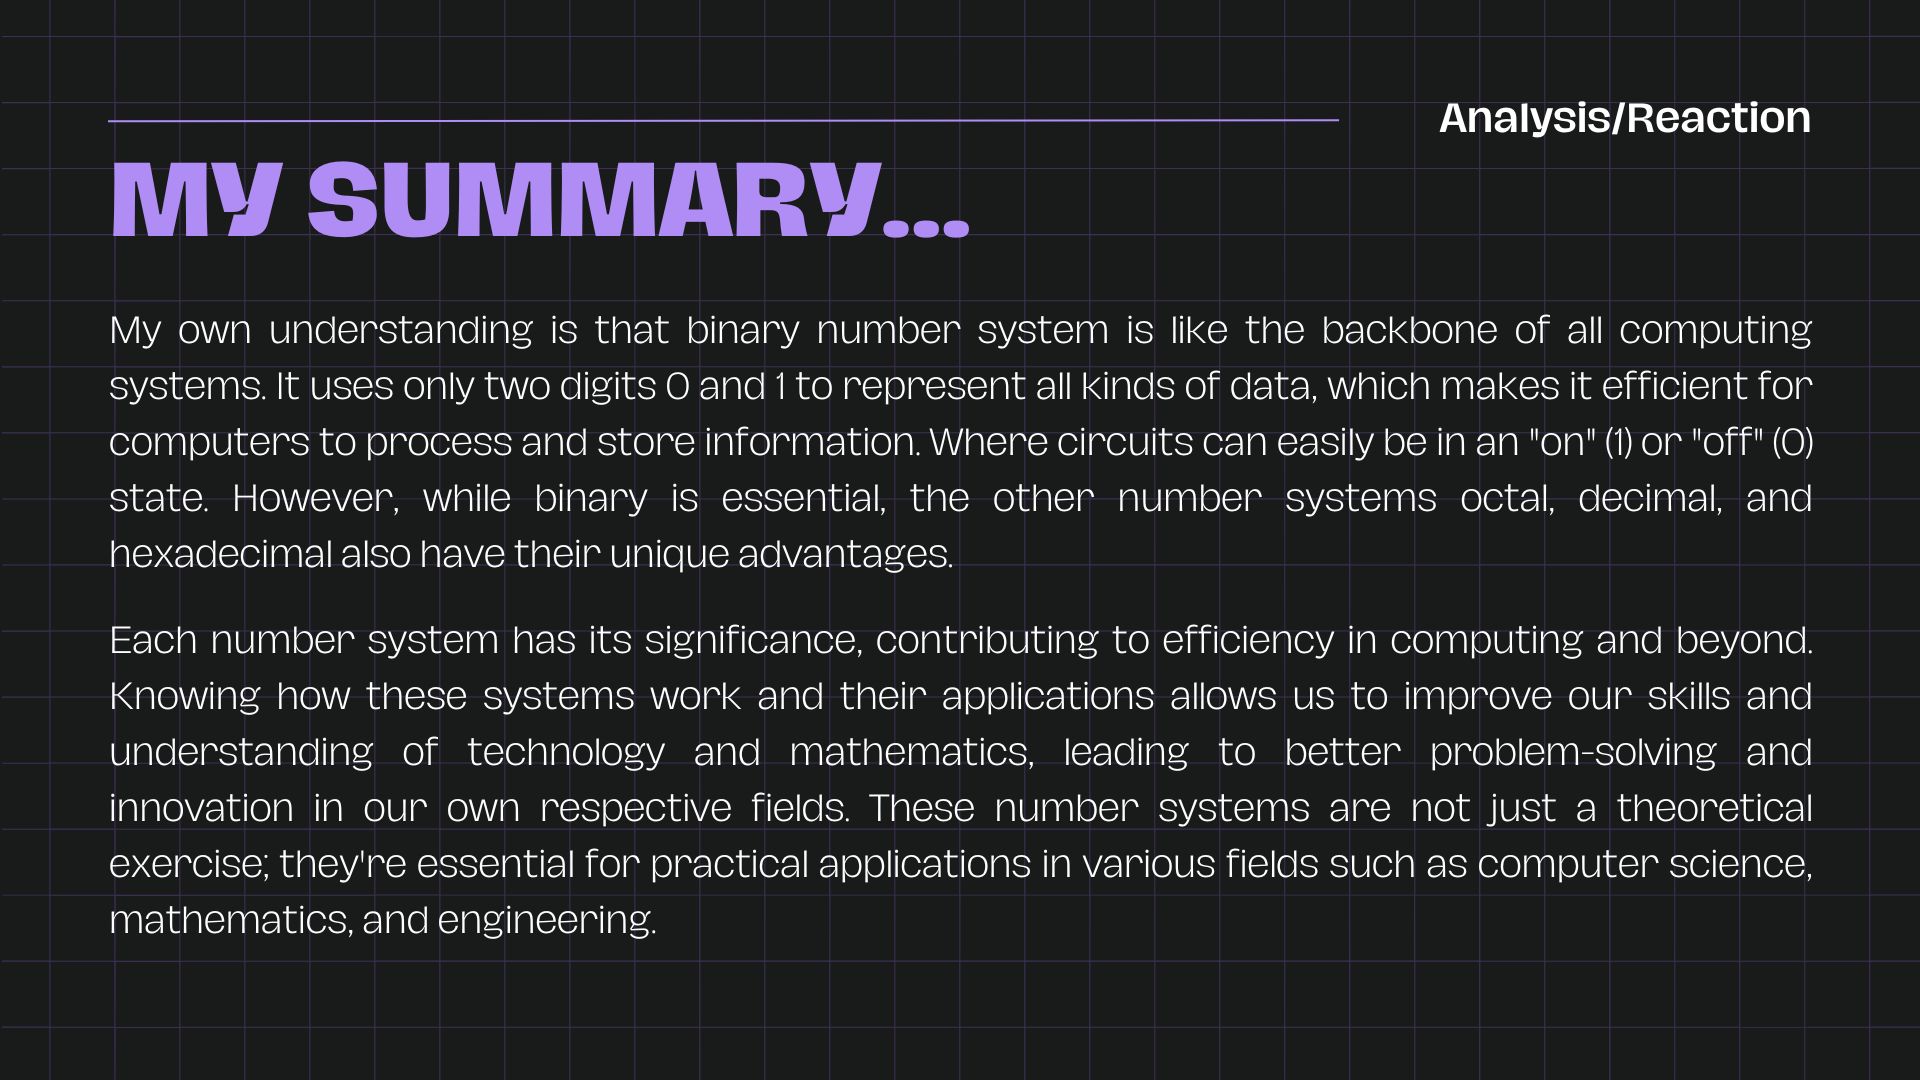 Analysis/Reaction
MY SUMMARY...
My own understanding is that binary number system is like the backbone of all computing
systems. It uses only two digits 0 and 1 to represent all kinds of data, which makes it efficient for
computers to process and store information. Where circuits can easily be in an "on" (1) or "off" (0)
state. However, while binary is essential, the other number systems octal, decimal, and
hexadecimal also have their unique advantages.
Each number system has its significance, contributing to efficiency in computing and beyond.
Knowing how these systems work and their applications allows us to improve our skills and
understanding of technology and mathematics, leading to better problem-solving and
innovation in our own respective fields. These number systems are not just a theoretical
exercise; they're essential for practical applications in various fields such as computer science,
mathematics, and engineering.